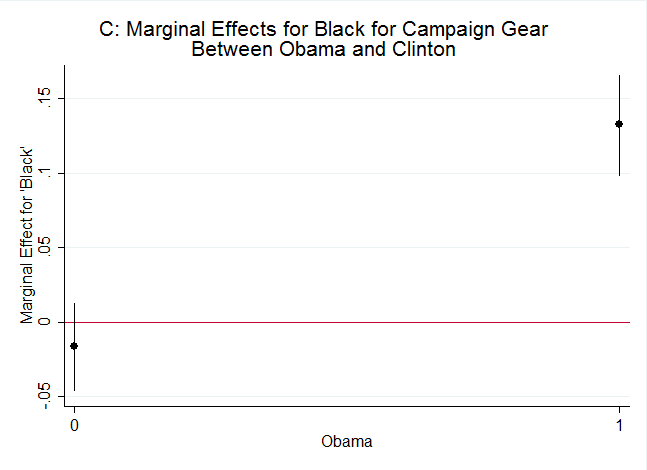 C: Marginal Effects for Black for Campaign Gear
Between Obama and Clinton
Marginal Effect for 'Black'
.15
.1
.05
0
-.05
0
1
Obama